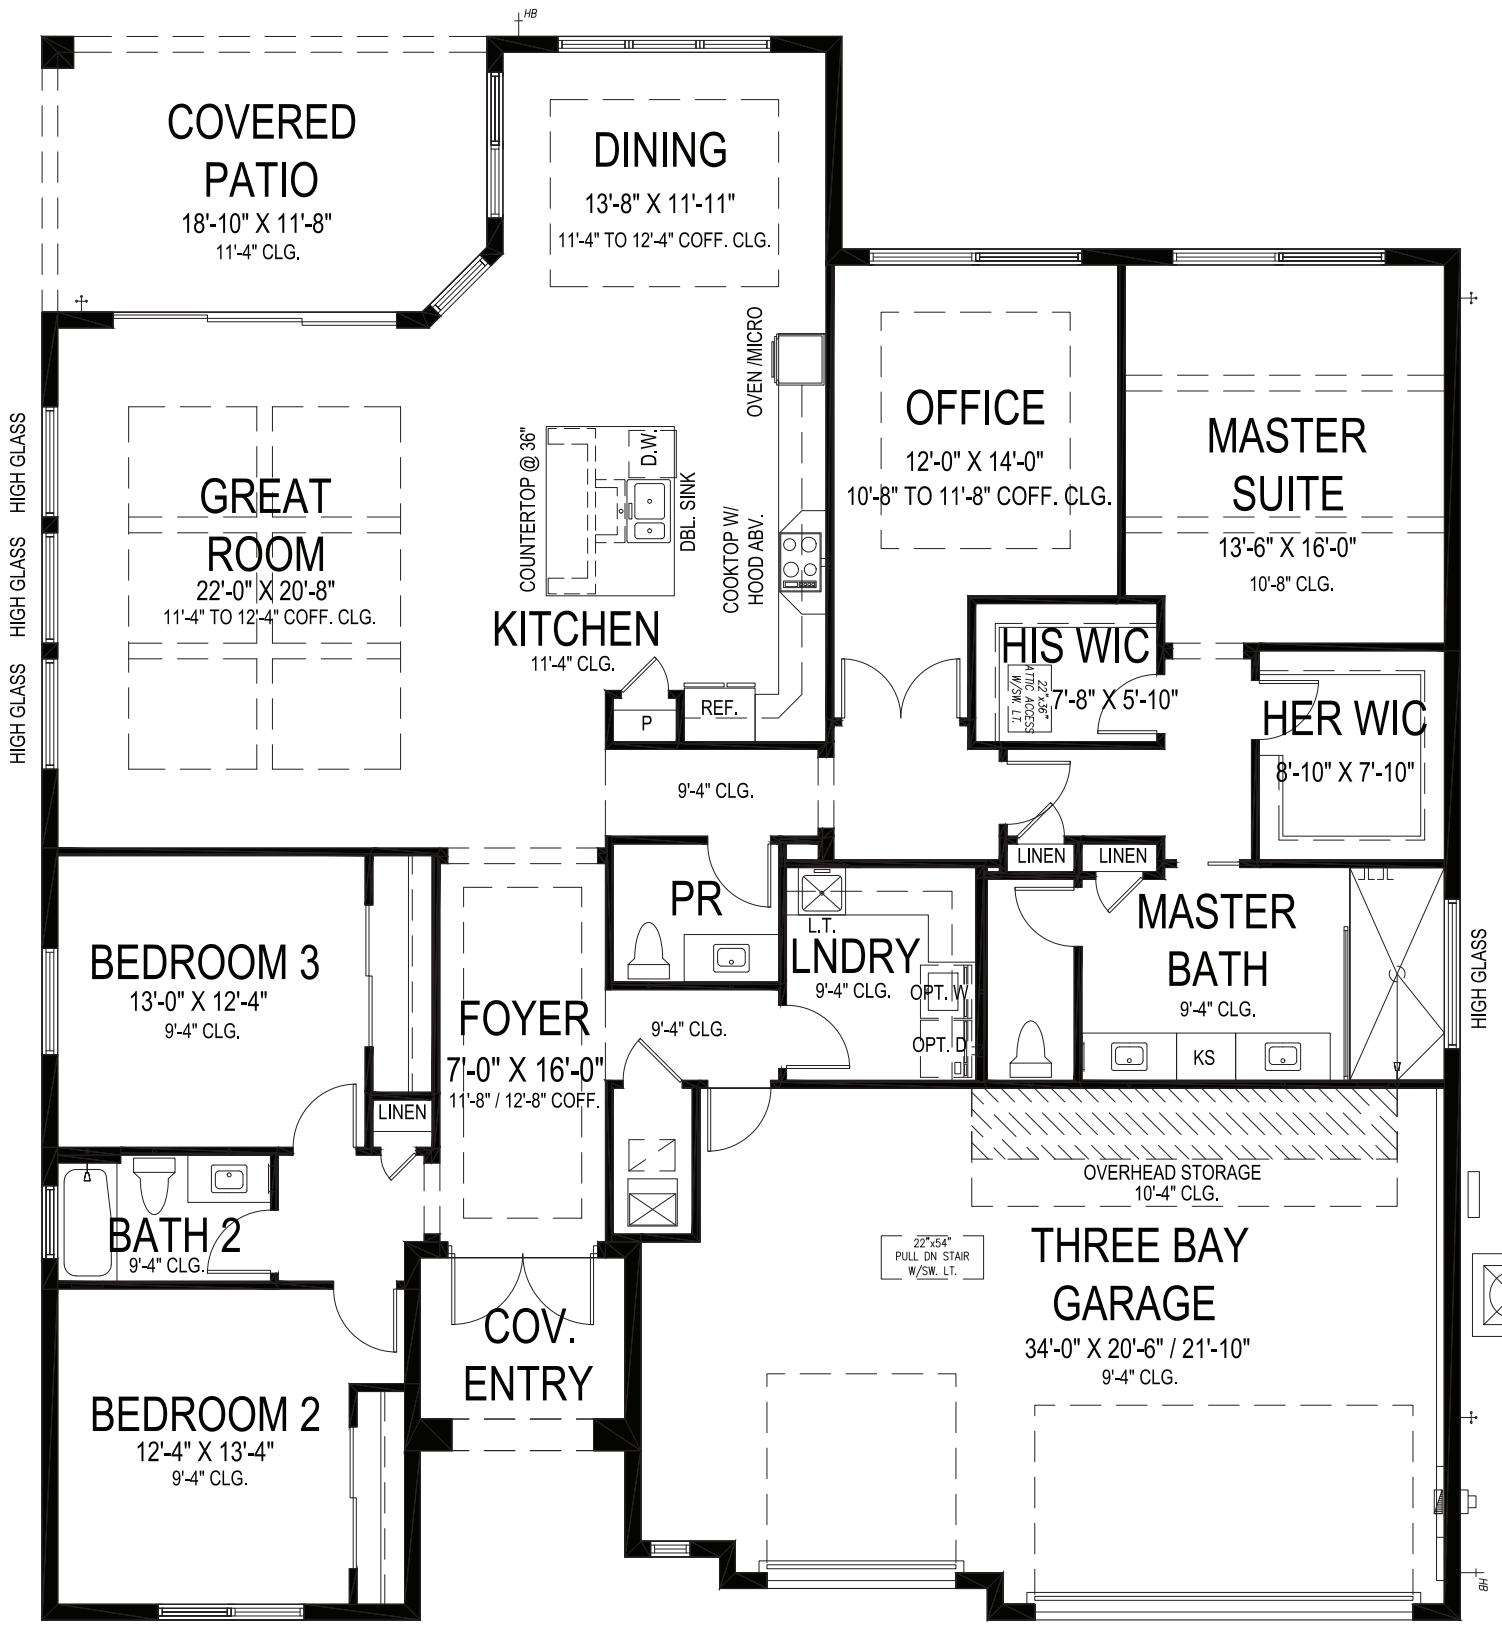 HB
COVERED
PATIO
18'-10" X 11'-8"
11'-4" CLG.
DINING
13'-8" X 11'-11"
11'-4" TO 12'-4" COFF. CLG.
OVEN /MICRO
OFFICE
12'-0" X 14'-0"
10'-8" TO 11'-8" COFF. CLG.
MASTER
SUITE
13'-6" X 16'-0"
10'-8" CLG.
HIGH GLASS
HIGH GLASS
HIGH GLASS
GREAT
ROOM
22'-0" X 20'-8"
11'-4" TO 12'-4" COFF. CLG.
COUNTERTOP @ 36"
D.W.
DBL. SINK
COOKTOP W/
HOOD ABV.
KITCHEN
11'-4" CLG.
P
REF.
HIS WIC
7'-8" X 5'-10"
22"x36"
ATTIC ACCESS
W/SW. LT.
HER WIC
8'-10" X 7'-10"
9'-4" CLG.
LINEN
LINEN
PR
L.T.
LNDRY
9'-4" CLG.
OPT. W
OPT. D
MASTER
BATH
9'-4" CLG.
KS
HIGH GLASS
BEDROOM 3
13'-0" X 12'-4"
9'-4" CLG.
FOYER
7'-0" X 16'-0"
11'-8" / 12'-8" COFF.
9'-4" CLG.
LINEN
BATH 2
9'-4" CLG.
OVERHEAD STORAGE
10'-4" CLG.
22"x54"
PULL DN STAIR
W/SW. LT.
THREE BAY
GARAGE
34'-0" X 20'-6" / 21'-10"
9'-4" CLG.
COV.
ENTRY
BEDROOM 2
12'-4" X 13'-4"
9'-4" CLG.
HB